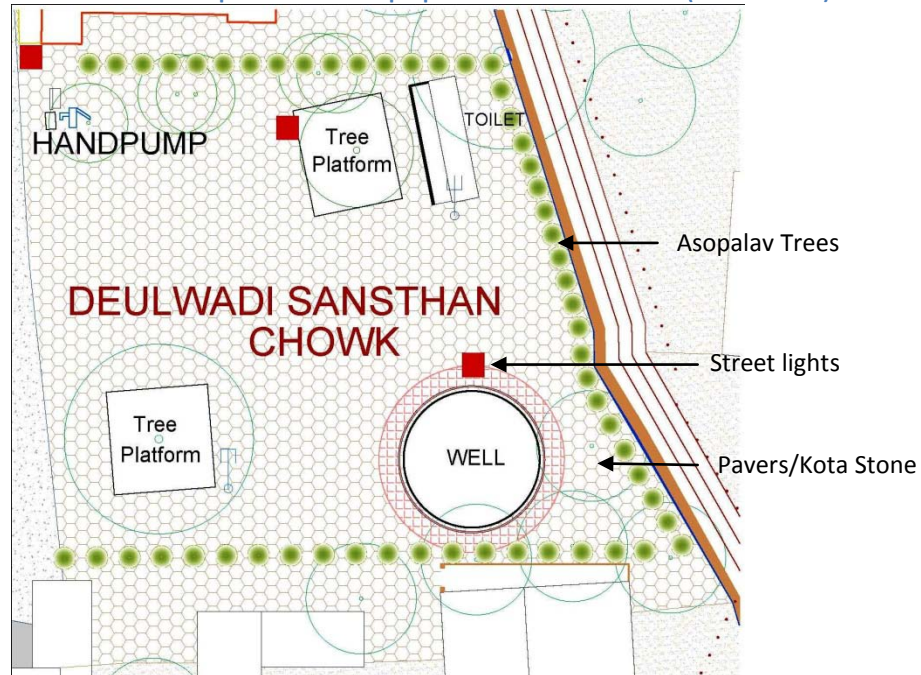 HANDPUMP
Tree
Platform
TOILET
Asopalav Trees
DEULWADI SANSTHAN
CHOWK
Street lights
Tree
Platform
WELL
Pavers/Kota Stone